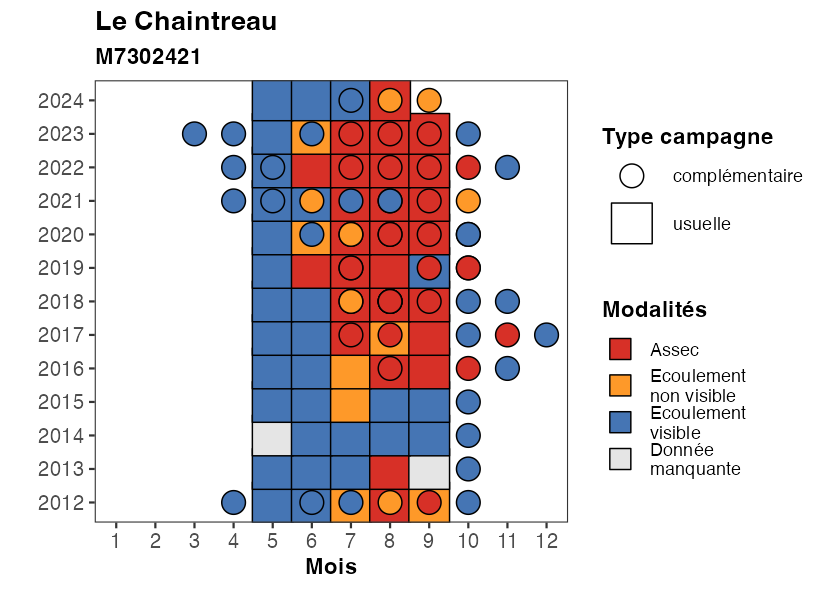 Le Chaintreau
M7302421
2024
2023
2022
2021
2020
2019
2018
2017
2016
2015
2014
2013
2012
1 2 3 4 5 6 7 8 9 10 11 12
Mois
Type campagne
complémentaire
usuelle
Modalités
Assec
Ecoulement
non visible
Ecoulement
visible
Donnée
manquante